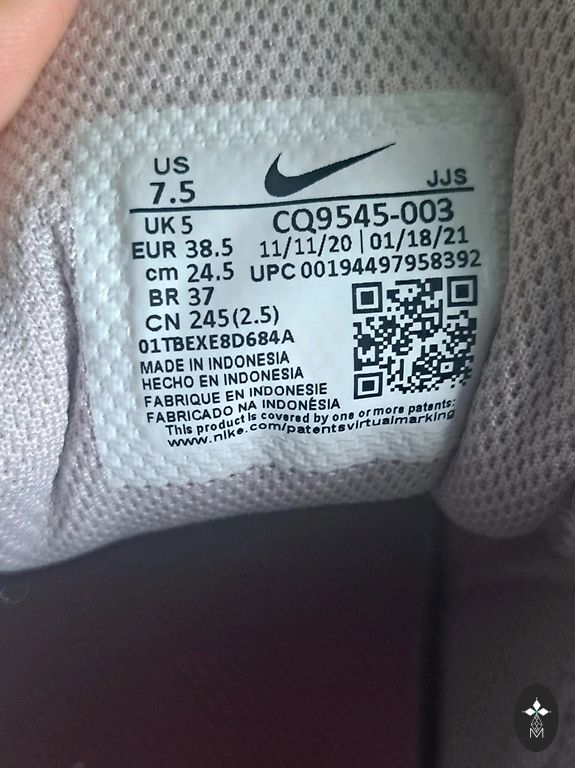 US
7.5
JJS
UK 5
CQ9545-003
EUR 38.5
11/11/20 | 01/18/21
cm 24.5
UPC 00194497958392
BR 37
CN 245(2.5)
01TBEXE8D684A
MADE IN INDONESIA
HECHO EN INDONESIA
FABRIQUE EN INDONESIE
FABRICADO NA INDONÉSIA
This product is covered by one or more patents:
www.nike.com/patentsvirtualmarking
M